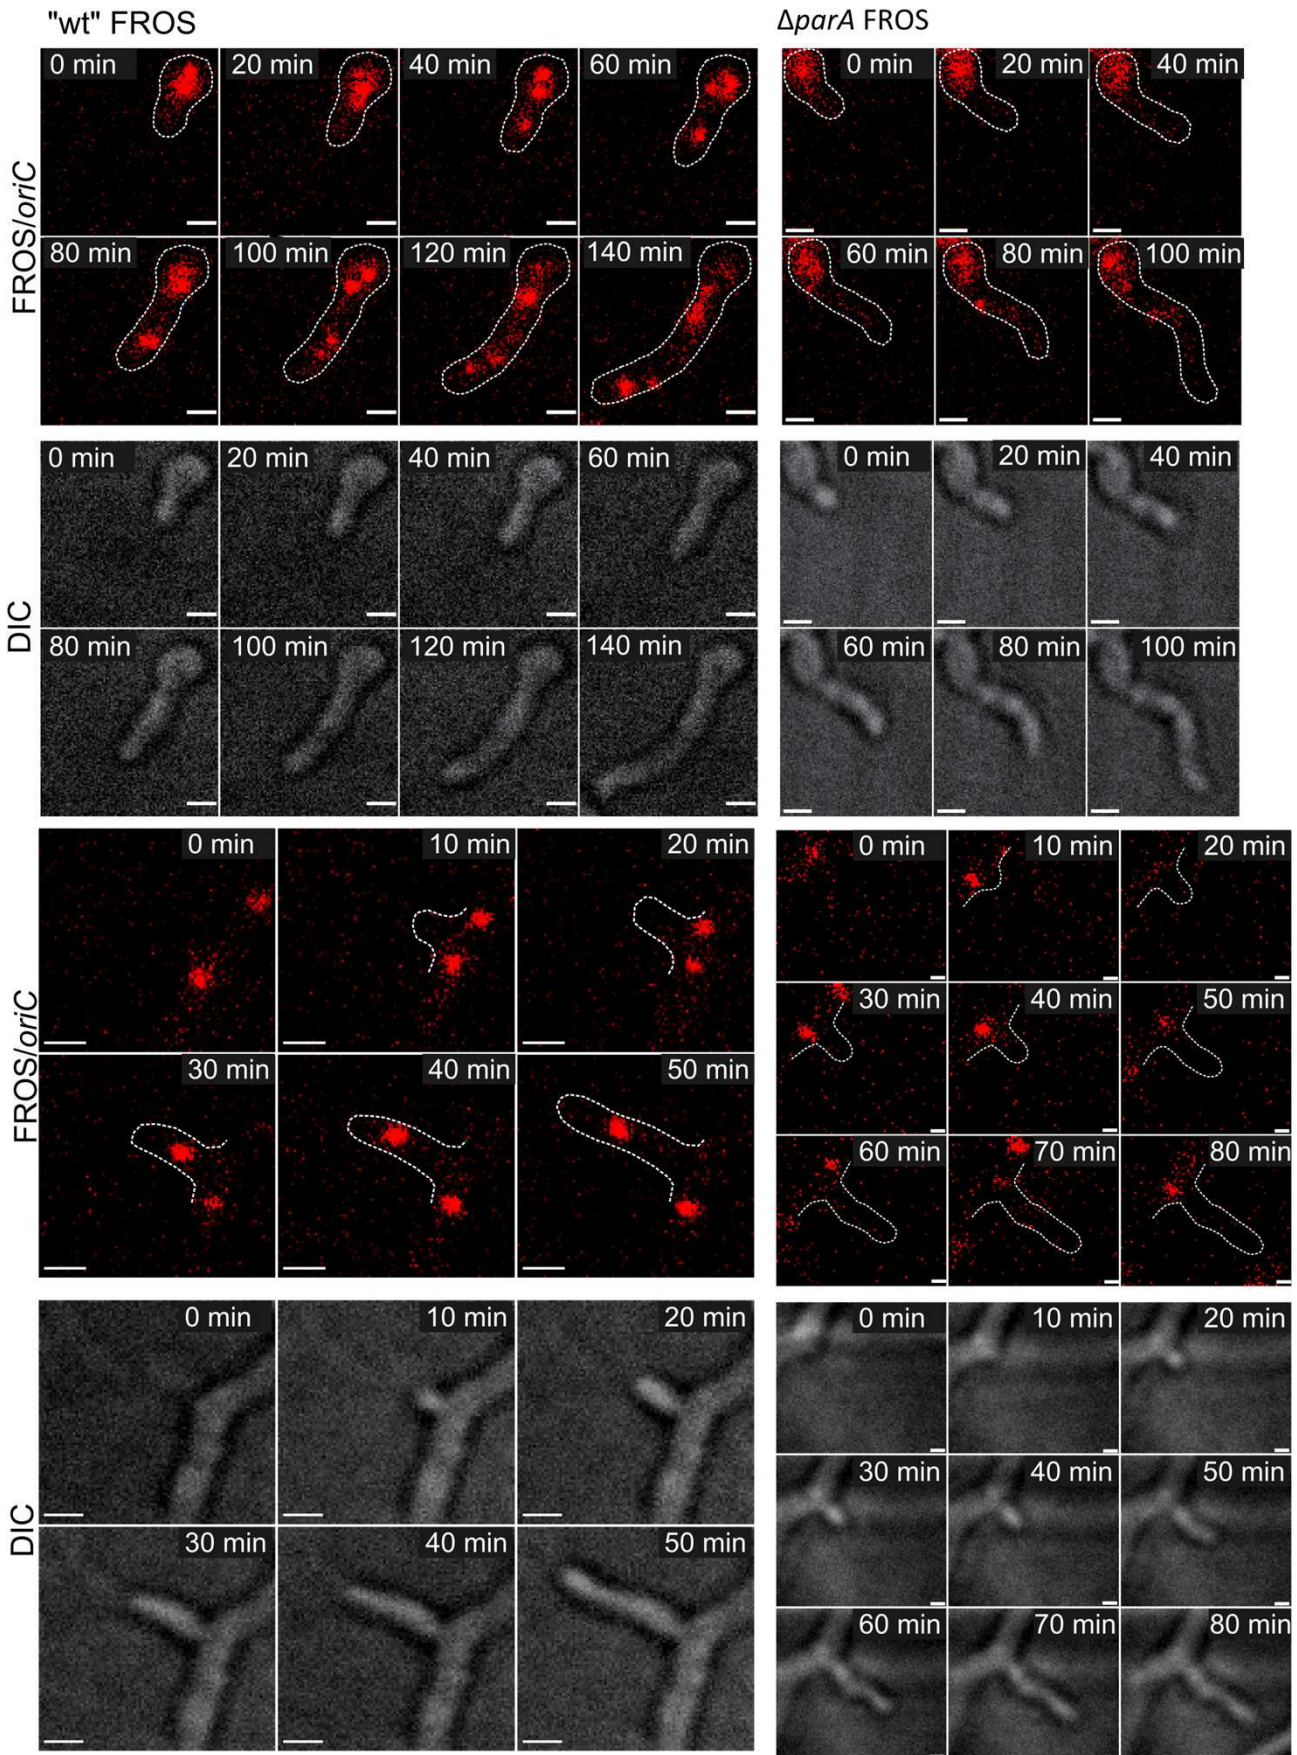 "wt" FROS
ΔparA FROS
FROS/oriC
0 min 20 min 40 min 60 min
80 min 100 min 120 min 140 min
0 min 20 min 40 min
60 min 80 min 100 min
DIC
0 min 20 min 40 min 60 min
80 min 100 min 120 min 140 min
0 min 20 min 40 min
60 min 80 min 100 min
FROS/oriC
0 min 10 min 20 min
30 min 40 min 50 min
0 min 10 min 20 min
30 min 40 min 50 min
60 min 70 min 80 min
DIC
0 min 10 min 20 min
30 min 40 min 50 min
0 min 10 min 20 min
30 min 40 min 50 min
60 min 70 min 80 min